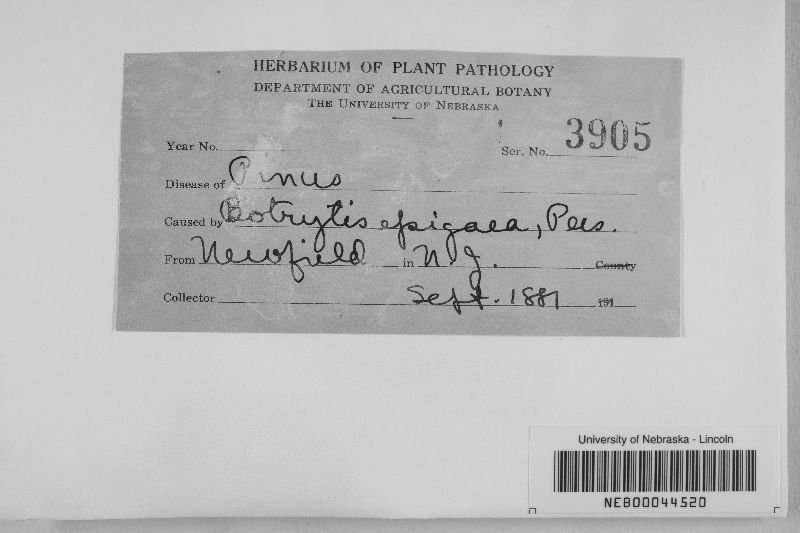 HERBARIUM OF PLANT PATHOLOGY
DEPARTMENT OF AGRICULTURAL BOTANY
THE UNIVERSITY OF NEBRASKA
Year No. Ser. No. 3905
Disease of Pinus
Caused by Botrytis epigaea, Pers.
From Newfield in N.J. County
Collector Sept. 1881 191
University of Nebraska - Lincoln
NEB00044520